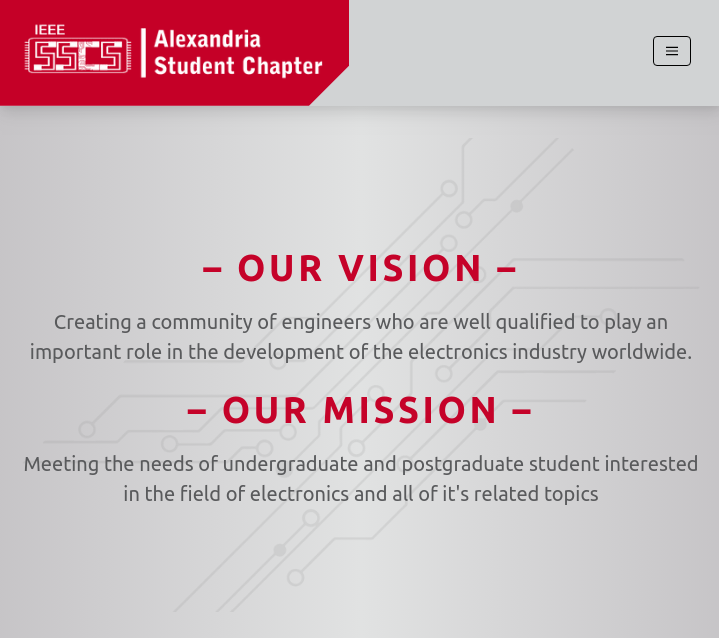 IEEE
SSCS
Alexandria
Student Chapter
– OUR VISION –
Creating a community of engineers who are well qualified to play an
important role in the development of the electronics industry worldwide.
– OUR MISSION –
Meeting the needs of undergraduate and postgraduate student interested
in the field of electronics and all of it's related topics